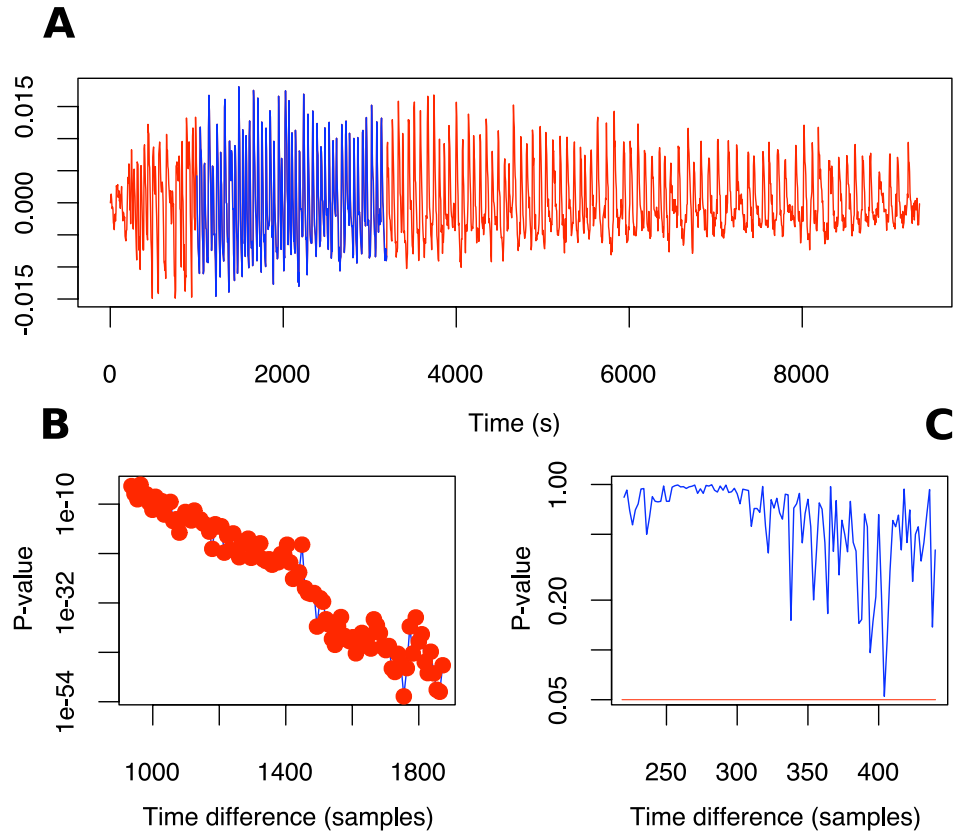 A
0.015
0.000
-0.015
0 2000 4000 6000 8000
Time (s)
B
1e-10
1e-32
1e-54
P-value
1000 1400 1800
Time difference (samples)
C
1.00
0.20
0.05
P-value
250 300 350 400
Time difference (samples)